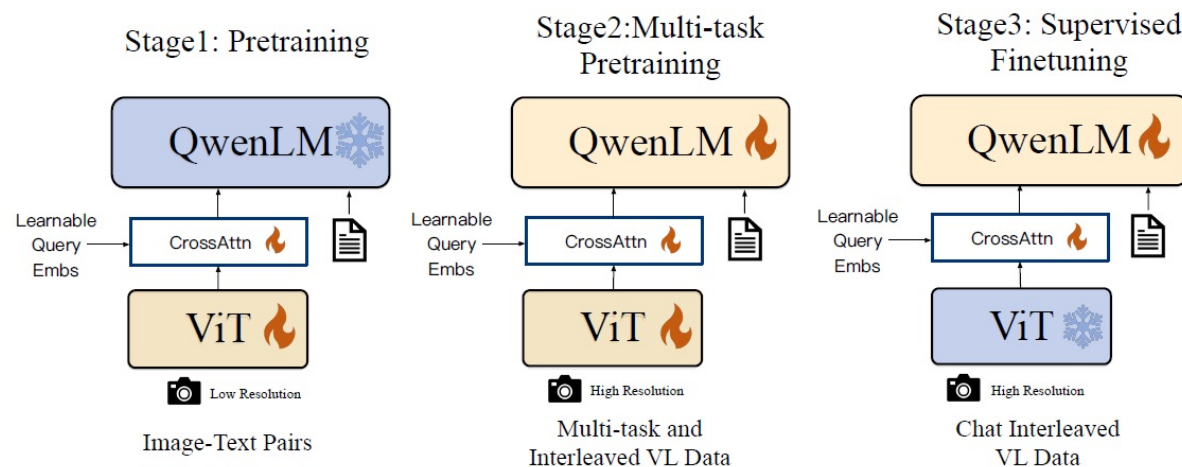 Stage1: Pretraining
QwenLM
Learnable
Query
Embs
CrossAttn
ViT
Low Resolution
Image-Text Pairs
Stage2:Multi-task
Pretraining
QwenLM
Learnable
Query
Embs
CrossAttn
ViT
High Resolution
Multi-task and
Interleaved VL Data
Stage3: Supervised
Finetuning
QwenLM
Learnable
Query
Embs
CrossAttn
ViT
High Resolution
Chat Interleaved
VL Data